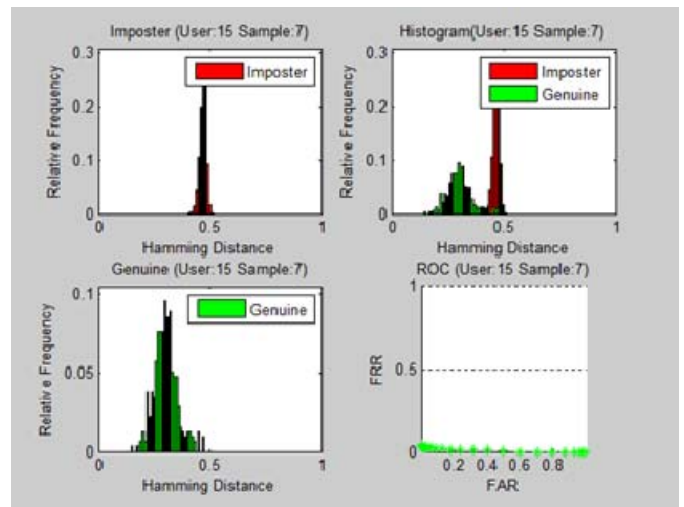 Imposter (User:15 Sample:7)
0.3
0.2
0.1
0
Relative Frequency
Imposter
0
0.5
1
Hamming Distance
Histogram(User:15 Sample:7)
0.3
0.2
0.1
0
Relative Frequency
Imposter
Genuine
0
0.5
1
Hamming Distance
Genuine (User:15 Sample:7)
0.1
0.05
0
Relative Frequency
Genuine
0
0.5
1
Hamming Distance
ROC (User:15 Sample:7)
1
0.5
0
FRR
0.2 0.4 0.6 0.8
FAR